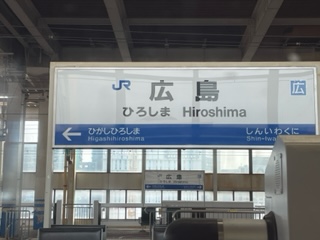 JR 広島 広
ひろしま Hiroshima
ひがしひろしま しんいわくに
Higashihiroshima Shin-Iwa
広島